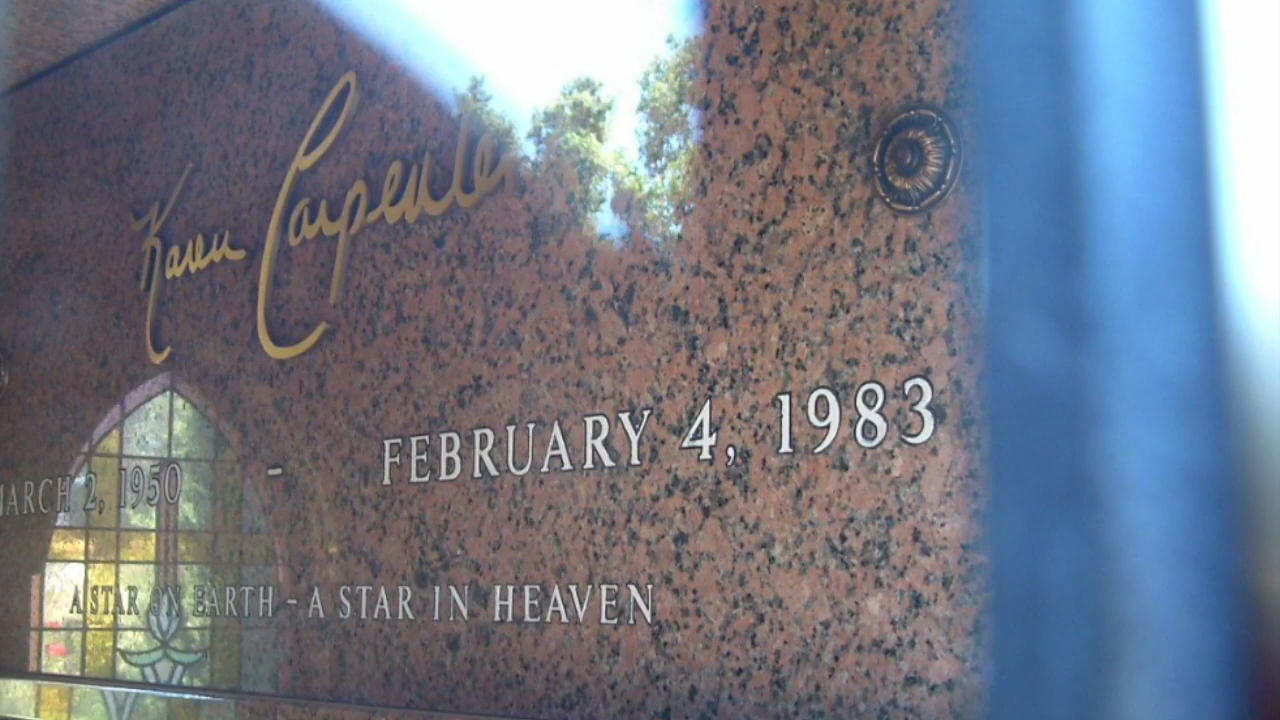 Karen Carpenter
MARCH 2, 1950 - FEBRUARY 4, 1983
A STAR ON EARTH - A STAR IN HEAVEN